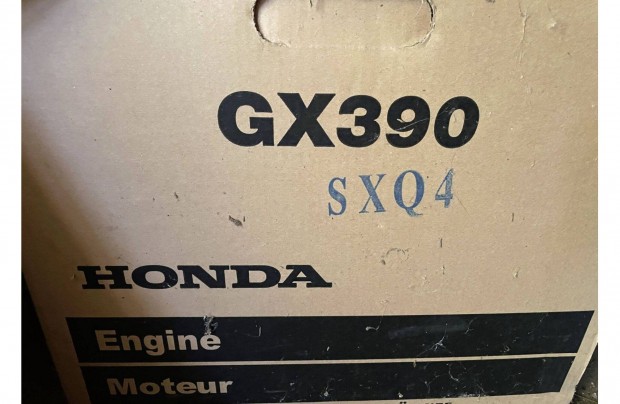 GX390
SXQ4
HONDA
Engine
Moteur